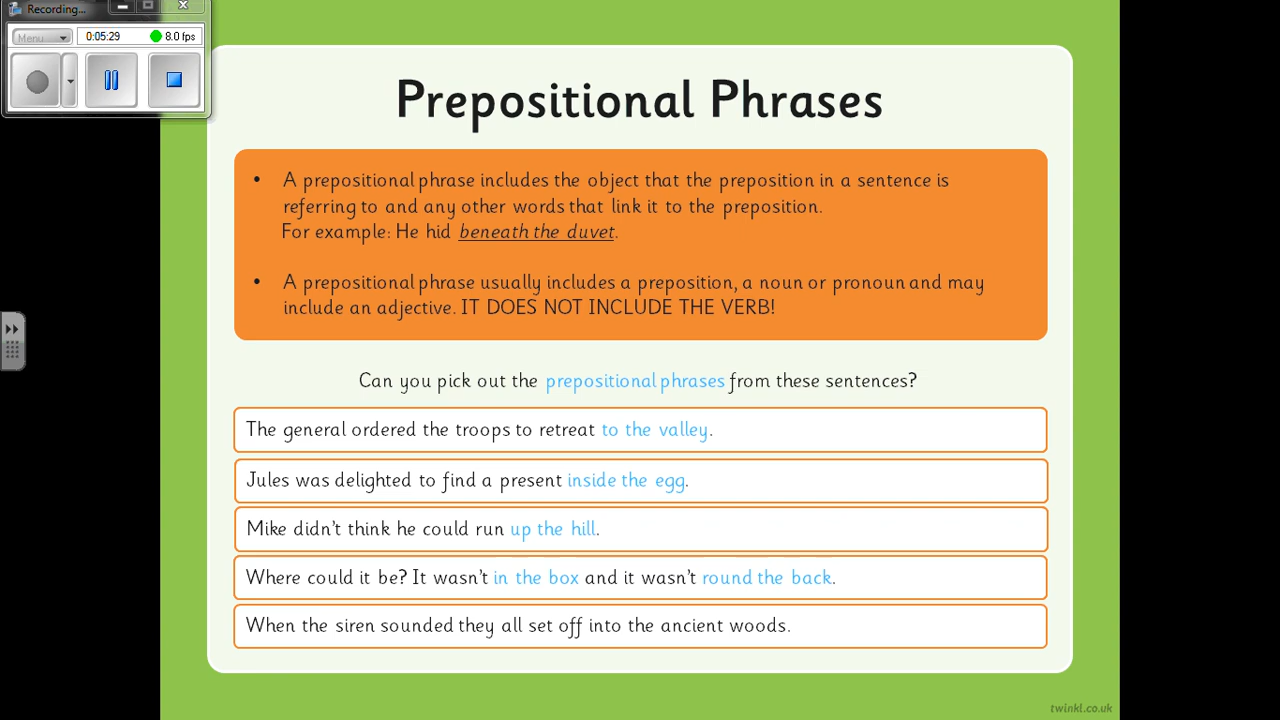 Recording...
Menu
0:05:29
8.0 fps
Prepositional Phrases
• A prepositional phrase includes the object that the preposition in a sentence is
referring to and any other words that link it to the preposition.
For example: He hid beneath the duvet.
• A prepositional phrase usually includes a preposition, a noun or pronoun and may
include an adjective. IT DOES NOT INCLUDE THE VERB!
Can you pick out the prepositional phrases from these sentences?
The general ordered the troops to retreat to the valley.
Jules was delighted to find a present inside the egg.
Mike didn't think he could run up the hill.
Where could it be? It wasn't in the box and it wasn't round the back.
When the siren sounded they all set off into the ancient woods.
twinkl.co.uk